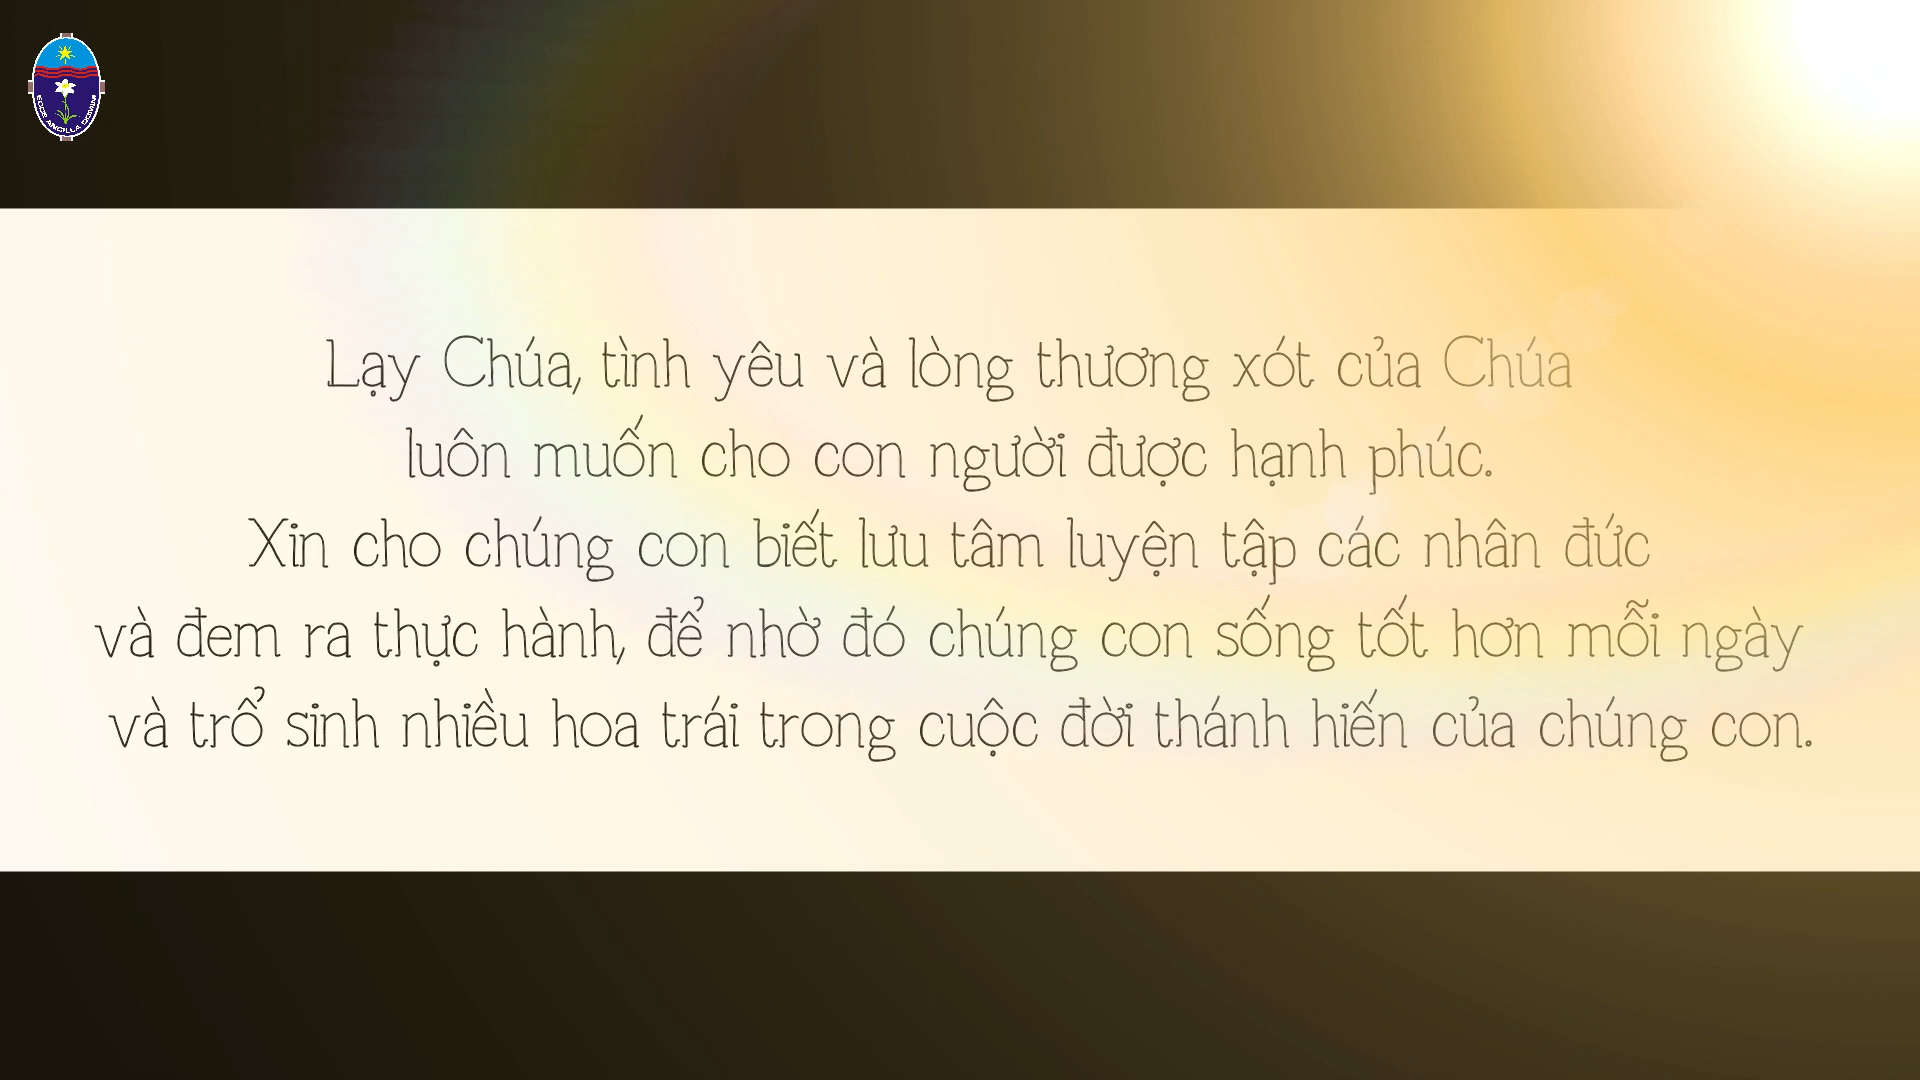 ECCE ANCILLA DOMINI
Lạy Chúa, tình yêu và lòng thương xót của Chúa
luôn muốn cho con người được hạnh phúc.
Xin cho chúng con biết lưu tâm luyện tập các nhân đức
và đem ra thực hành, để nhờ đó chúng con sống tốt hơn mỗi ngày
và trổ sinh nhiều hoa trái trong cuộc đời thánh hiến của chúng con.